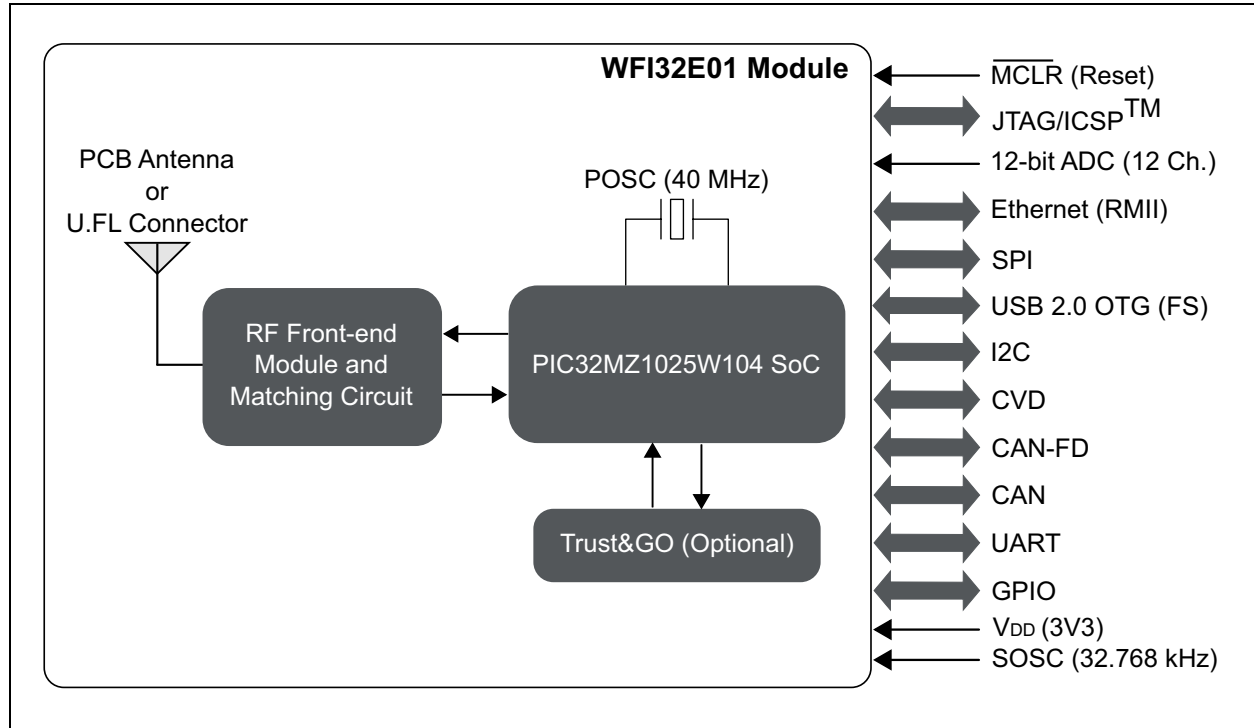 WFI32E01 Module
PCB Antenna
or
U.FL Connector
POSC (40 MHz)
RF Front-end
Module and
Matching Circuit
PIC32MZ1025W104 SoC
Trust&GO (Optional)
MCLR (Reset)
JTAG/ICSP™
12-bit ADC (12 Ch.)
Ethernet (RMII)
SPI
USB 2.0 OTG (FS)
I2C
CVD
CAN-FD
CAN
UART
GPIO
VDD (3V3)
SOSC (32.768 kHz)